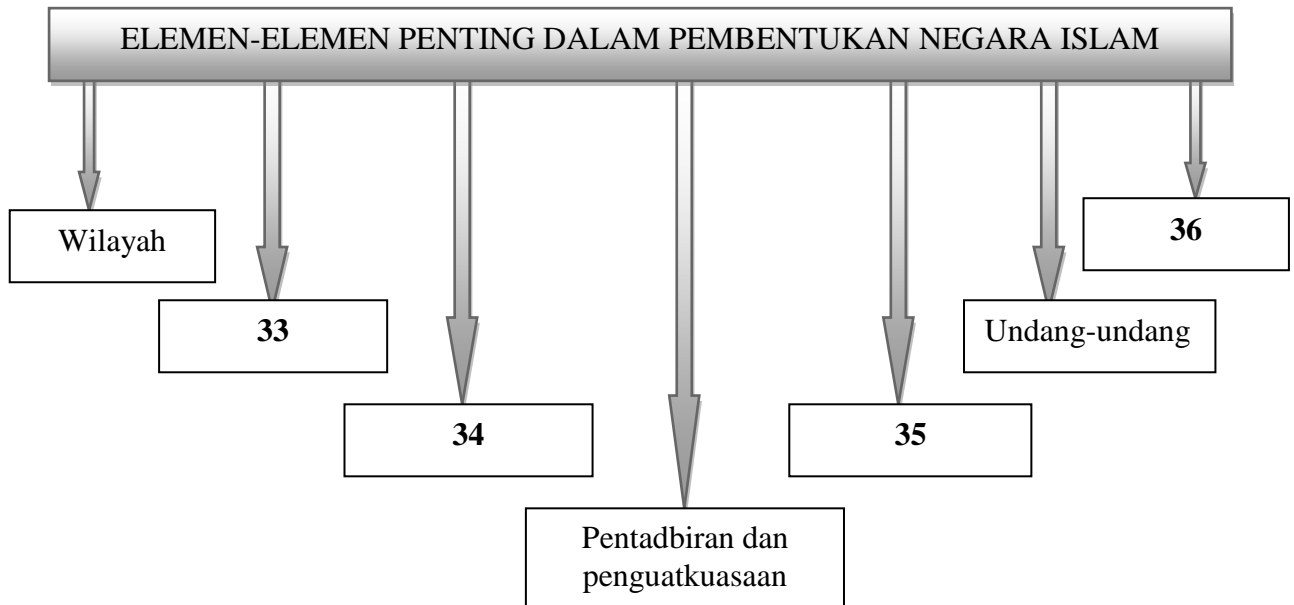 ELEMEN-ELEMEN PENTING DALAM PEMBENTUKAN NEGARA ISLAM
Wilayah
33
34
Pentadbiran dan
penguatkuasaan
35
Undang-undang
36